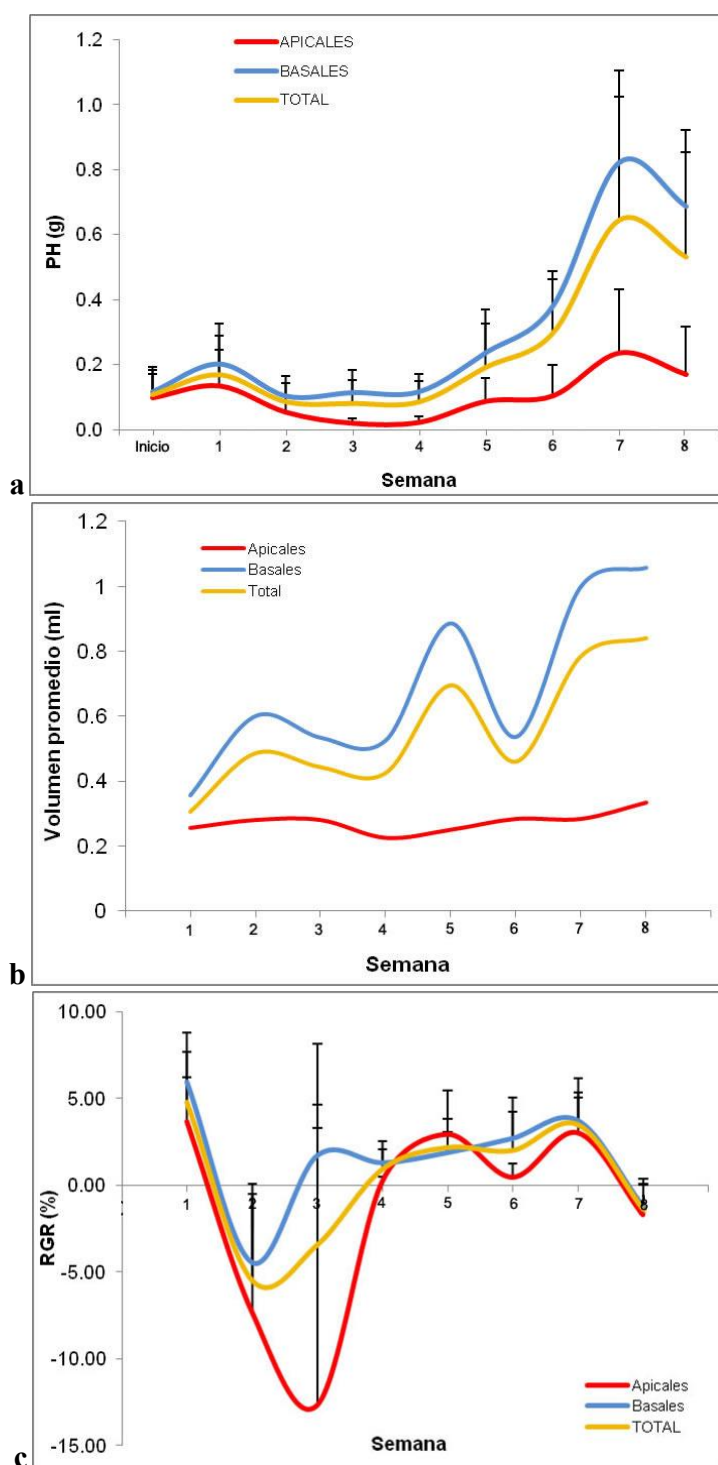 1.2
1.0
0.8
0.6
0.4
0.2
0.0
PH (g)
APICALES
BASALES
TOTAL
Inicio 1 2 3 4 5 6 7 8
Semana
a
1.2
1
0.8
0.6
0.4
0.2
0
Volumen promedio (ml)
Apicales
Basales
Total
1 2 3 4 5 6 7 8
Semana
b
10.00
5.00
0.00
-5.00
-10.00
-15.00
RGR (%)
1 2 3 4 5 6 7 8
Apicales
Basales
TOTAL
Semana
c